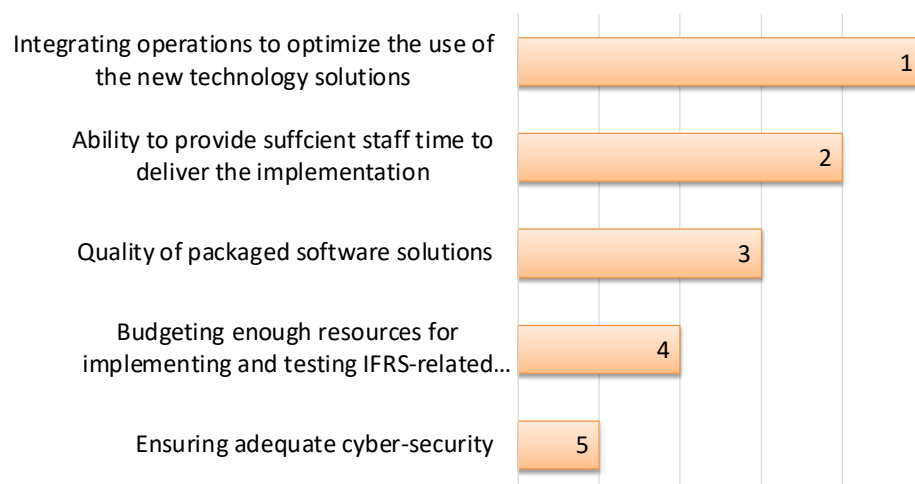 Integrating operations to optimize the use of
the new technology solutions
1
Ability to provide suffcient staff time to
deliver the implementation
2
Quality of packaged software solutions
3
Budgeting enough resources for
implementing and testing IFRS-related...
4
Ensuring adequate cyber-security
5